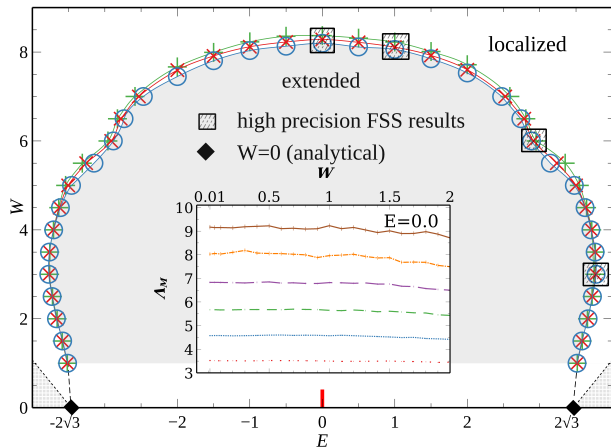 8
6
4
2
0
W
localized
extended
high precision FSS results
W=0 (analytical)
W
0.01 0.5 1 1.5 2
E=0.0
10
9
8
7
6
5
4
3
Λ_M
-2√3 −2 −1 0 1 2 2√3
E